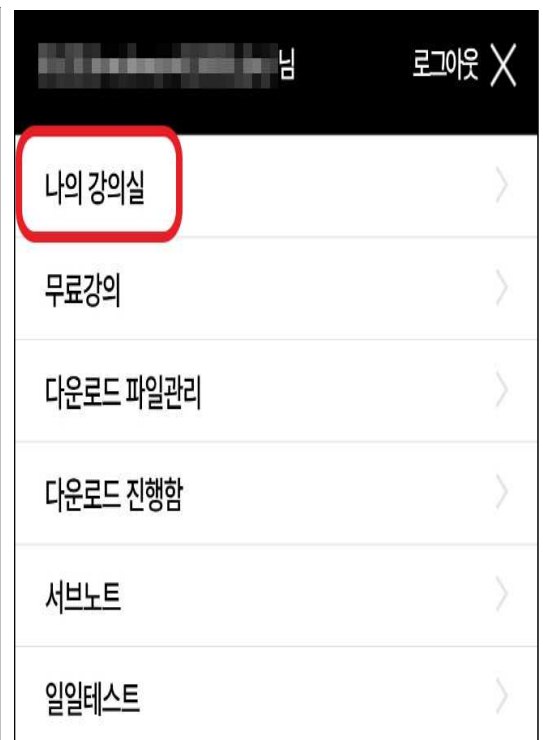 님 로그아웃
나의 강의실
무료강의
다운로드 파일관리
다운로드 진행함
서브노트
일일테스트